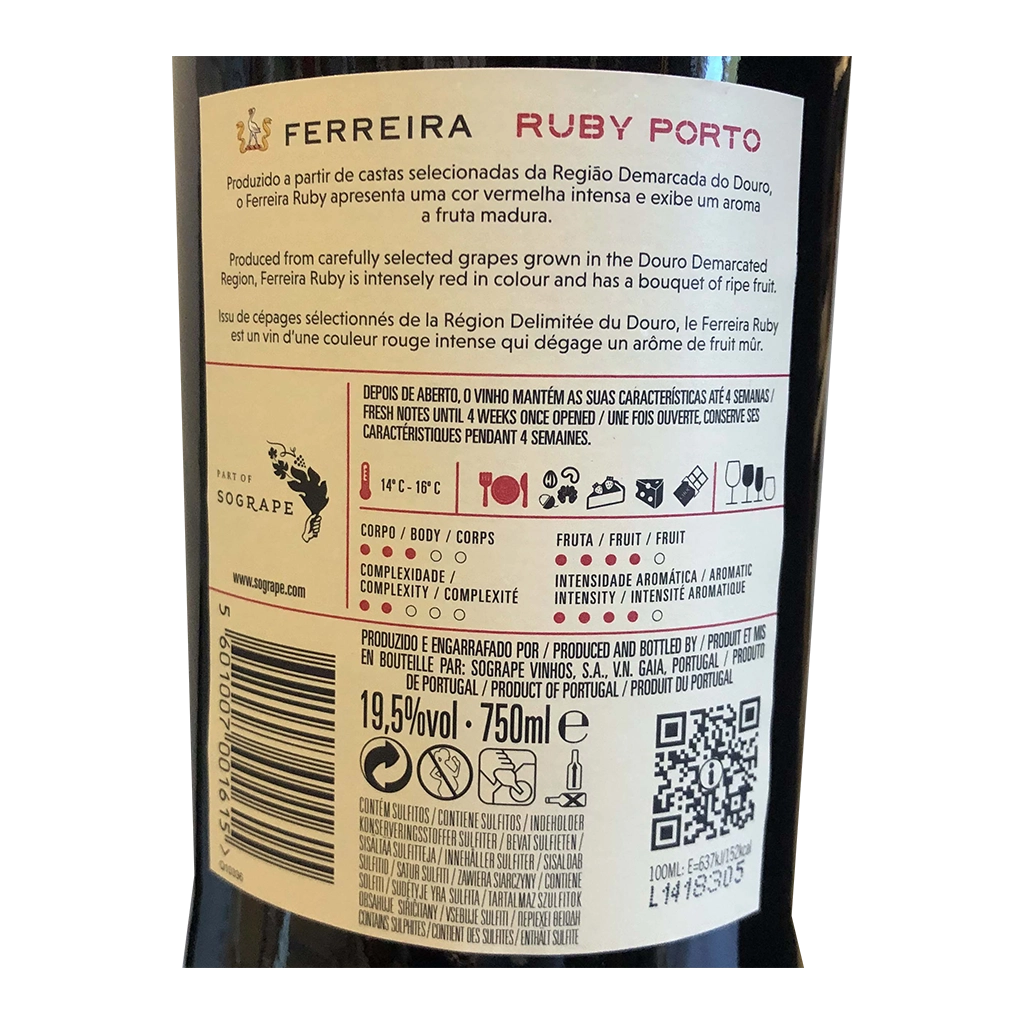 FERREIRA RUBY PORTO
Produzido a partir de castas selecionadas da Região Demarcada do Douro,
o Ferreira Ruby apresenta uma cor vermelha intensa e exibe um aroma
a fruta madura.
Produced from carefully selected grapes grown in the Douro Demarcated
Region, Ferreira Ruby is intensely red in colour and has a bouquet of ripe fruit.
Issu de cépages sélectionnés de la Région Delimitée du Douro, le Ferreira Ruby
est un vin d'une couleur rouge intense qui dégage un arôme de fruit mûr.
DEPOIS DE ABERTO, O VINHO MANTÉM AS SUAS CARACTERÍSTICAS ATÉ 4 SEMANAS /
FRESH NOTES UNTIL 4 WEEKS ONCE OPENED / UNE FOIS OUVERTE, CONSERVE SES
CARACTÉRISTIQUES PENDANT 4 SEMAINES.
PART OF
SOGRAPE
www.sogrape.com
14º C - 16º C
CORPO / BODY / CORPS
FRUTA / FRUIT / FRUIT
COMPLEXIDADE /
COMPLEXITY / COMPLEXITÉ
INTENSIDADE AROMÁTICA / AROMATIC
INTENSITY / INTENSITÉ AROMATIQUE
PRODUZIDO E ENGARRAFADO POR / PRODUCED AND BOTTLED BY / PRODUIT ET MIS
EN BOUTEILLE PAR: SOGRAPE VINHOS, S.A., V.N. GAIA, PORTUGAL / PRODUTO
DE PORTUGAL / PRODUCT OF PORTUGAL / PRODUIT DU PORTUGAL
19,5%vol · 750ml e
CONTÉM SULFITOS / CONTIENE SULFITOS / INDEHOLDER
KONSERVERINGSSTOFFER SULFITER / BEVAT SULFIETEN /
SISALTÄÄ SULFITTEJA / INNEHÅLLER SULFITER / SISALDAB
SULFITID / SATUR SULFITI / ZAWIERA SIARCZYNY / CONTIENE
SULFITI / SUDĖTYJE YRA SULFITA / TARTALMAZ SZULFITOK
OBSAHUJE SIŘIČITANY / VSEBUJE SULFITI / ΠΕΡΙΕΧΕΙ ΘΕΙΩΔΗ
CONTAINS SULPHITES / CONTIENT DES SULFITES / ENTHÄLT SULFITE
5 601007 001615 >
100ML: E=637kJ/152kcal
L1418305